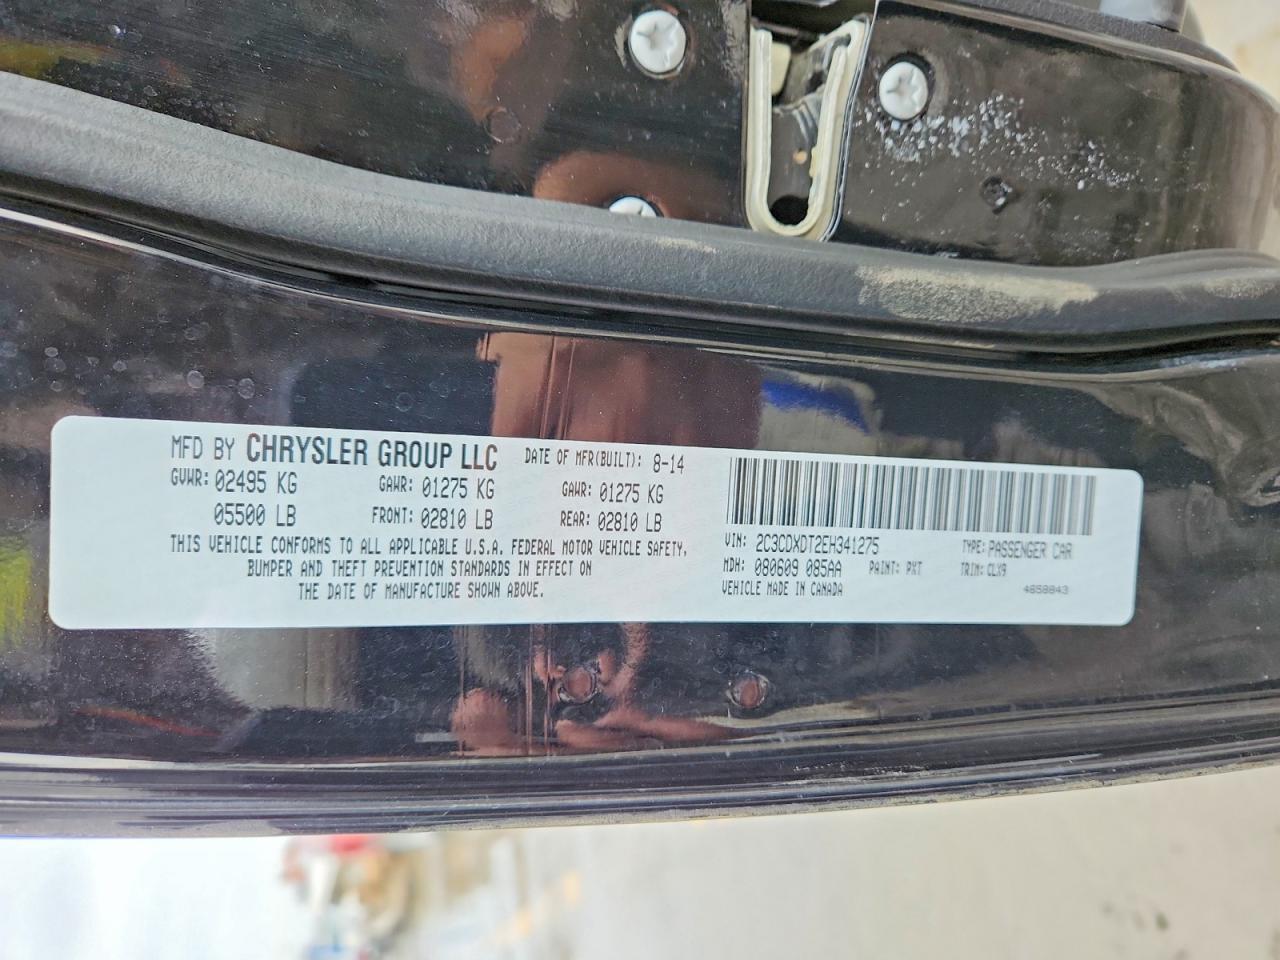 MFD BY CHRYSLER GROUP LLC DATE OF MFR(BUILT): 8-14
GVWR: 02495 KG GAWR: 01275 KG GAWR: 01275 KG
05500 LB FRONT: 02810 LB REAR: 02810 LB
THIS VEHICLE CONFORMS TO ALL APPLICABLE U.S.A. FEDERAL MOTOR VEHICLE SAFETY,
BUMPER AND THEFT PREVENTION STANDARDS IN EFFECT ON
THE DATE OF MANUFACTURE SHOWN ABOVE.
VIN: 2C3CDXDT2EH341275 TYPE: PASSENGER CAR
MDH: 080609 085AA PAINT: PXT TRIM: CLX9
VEHICLE MADE IN CANADA 4658843